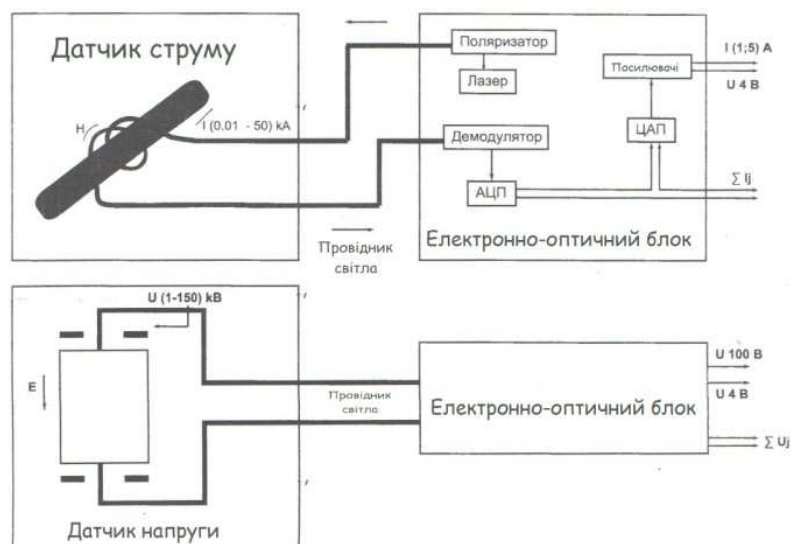 Датчик струму
H
I (0.01 - 50) kA
Поляризатор
Лазер
Демодулятор
АЦП
Посилювачі
ЦАП
I (1;5) A
U 4 B
∑ Ij
Електронно-оптичний блок
Провідник
світла
U (1-150) kB
E
Датчик напруги
Провідник
світла
Електронно-оптичний блок
U 100 B
U 4 B
∑ Uj